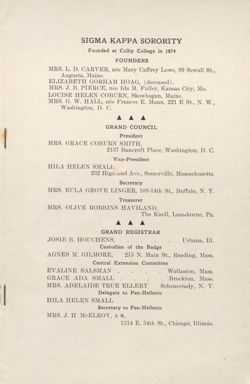 SIGMA KAPPA SORORITY
Founded at Colby College in 1874
FOUNDERS
MRS. L. D. CARVER, née Mary Caffrey Lowe, 99 Sewall St.,
Augusta, Maine.
ELIZABETH GORHAM HOAG, (deceased).
MRS. J. B. PIERCE, née Ida M. Fuller, Kansas City, Mo.
LOUISE HELEN COBURN, Skowhegan, Maine.
MRS. G. W. HALL, née Frances E. Mann, 221 E St., N. W.,
Washington, D. C.
GRAND COUNCIL
President
MRS. GRACE COBURN SMITH,
2137 Bancroft Place, Washington, D. C.
Vice-President
HILA HELEN SMALL,
232 Highland Ave., Somerville, Massachusetts.
Secretary
MRS. EULA GROVE LINGER, 108-14th St., Buffalo, N. Y.
Treasurer
MRS. OLIVE ROBBINS HAVILAND,
The Knoll, Lansdowne, Pa.
GRAND REGISTRAR
JOSIE B. HOUCHENS, Urbana, Ill.
Custodian of the Badge
AGNES M. GILMORE, 215 N. Main St., Reading, Mass.
Central Extension Committee
EVALINE SALSMAN Wollaston, Mass.
GRACE ADA SMALL Brockton, Mass.
MRS. ADELAIDE TRUE ELLERY Schenectady, N. Y.
Delegate to Pan-Hellenic
HILA HELEN SMALL
Secretary to Pan-Hellenic
MRS. J. H. McELROY, A Φ,
1514 E. 54th St., Chicago, Illinois.